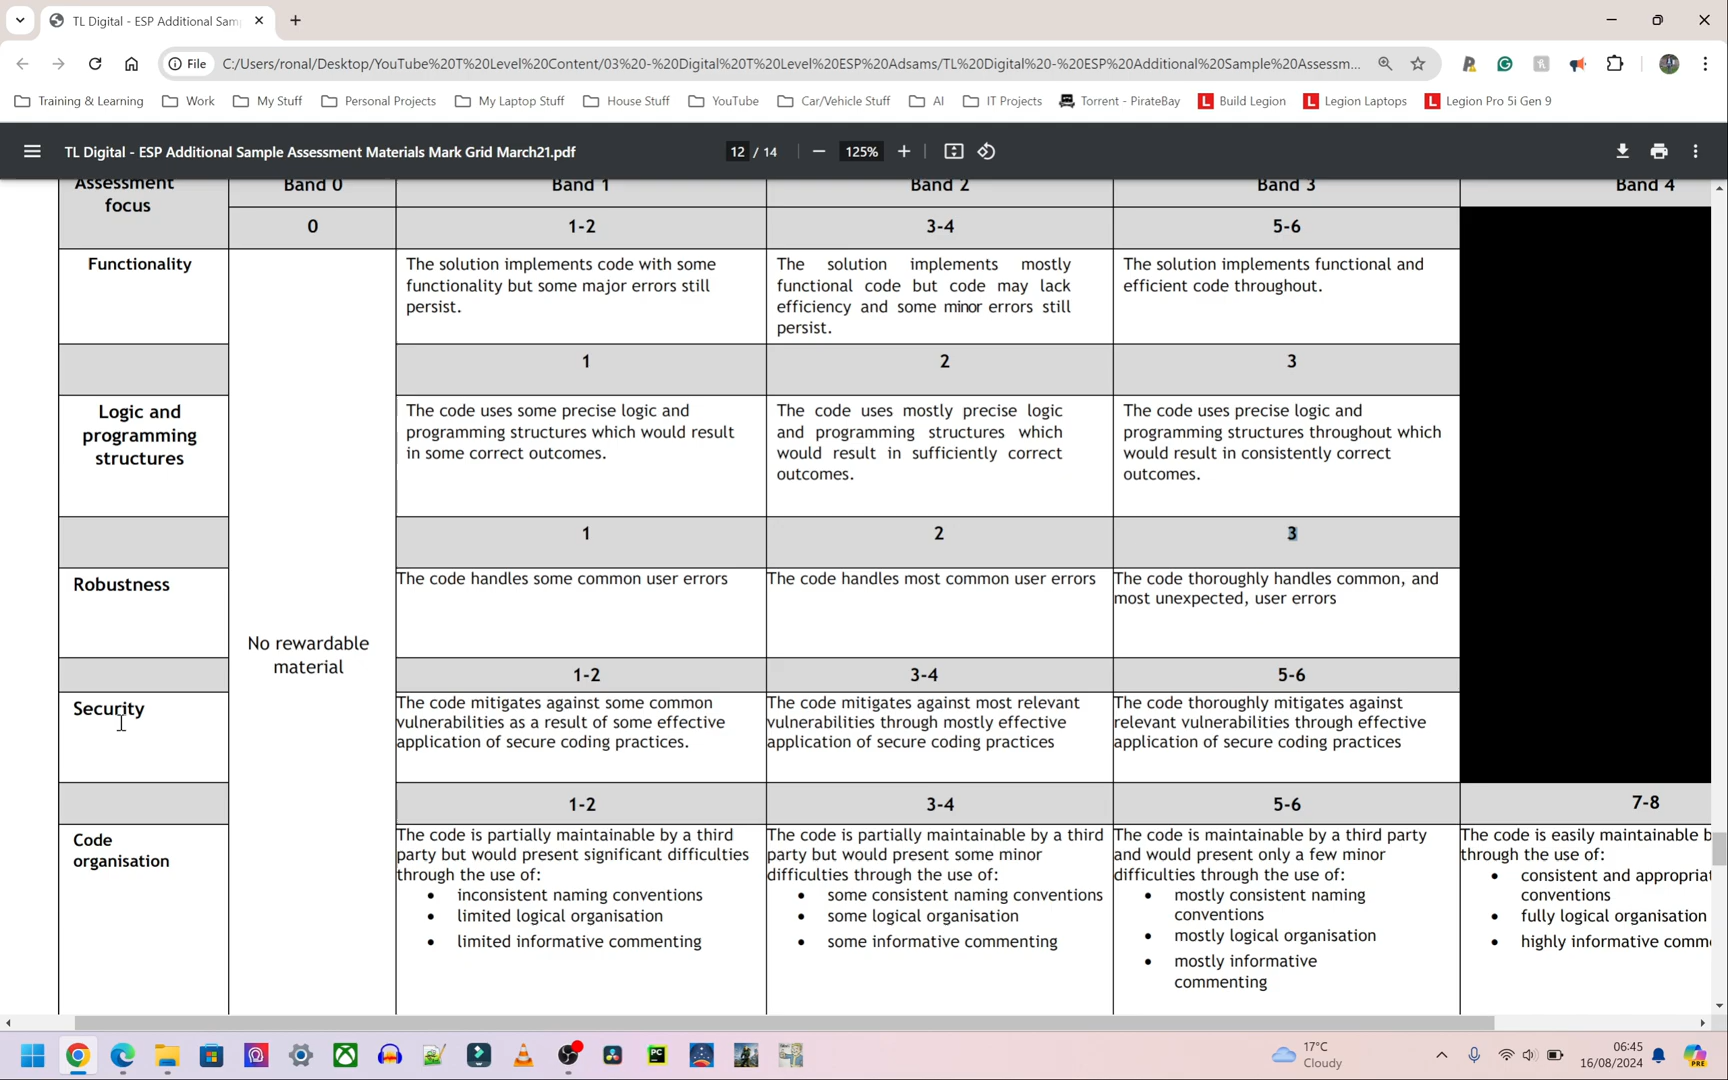 TL Digital - ESP Additional Sam
File
C:/Users/ronal/Desktop/YouTube%20T%20Level%20Content/03%20-%20Digital%20T%20Level%20ESP%20Adsams/TL%20Digital%20-%20ESP%20Additional%20Sample%20Assessm...
Training & Learning
Work
My Stuff
Personal Projects
My Laptop Stuff
House Stuff
YouTube
Car/Vehicle Stuff
AI
IT Projects
Torrent - PirateBay
Build Legion
Legion Laptops
Legion Pro 5i Gen 9
TL Digital - ESP Additional Sample Assessment Materials Mark Grid March21.pdf
12 / 14
125%
Assessment
focus
Band 0
Band 1
Band 2
Band 3
Band 4
0
1-2
3-4
5-6
Functionality
The solution implements code with some
functionality but some major errors still
persist.
The solution implements mostly
functional code but code may lack
efficiency and some minor errors still
persist.
The solution implements functional and
efficient code throughout.
1
2
3
Logic and
programming
structures
The code uses some precise logic and
programming structures which would result
in some correct outcomes.
The code uses mostly precise logic
and programming structures which
would result in sufficiently correct
outcomes.
The code uses precise logic and
programming structures throughout which
would result in consistently correct
outcomes.
1
2
3
Robustness
The code handles some common user errors
The code handles most common user errors
The code thoroughly handles common, and
most unexpected, user errors
No rewardable
material
1-2
3-4
5-6
Security
The code mitigates against some common
vulnerabilities as a result of some effective
application of secure coding practices.
The code mitigates against most relevant
vulnerabilities through mostly effective
application of secure coding practices
The code thoroughly mitigates against
relevant vulnerabilities through effective
application of secure coding practices
1-2
3-4
5-6
7-8
Code
organisation
The code is partially maintainable by a third
party but would present significant difficulties
through the use of:
• inconsistent naming conventions
• limited logical organisation
• limited informative commenting
The code is partially maintainable by a third
party but would present some minor
difficulties through the use of:
• some consistent naming conventions
• some logical organisation
• some informative commenting
The code is maintainable by a third party
and would present only a few minor
difficulties through the use of:
• mostly consistent naming
conventions
• mostly logical organisation
• mostly informative
commenting
The code is easily maintainable b
through the use of:
• consistent and appropriat
conventions
• fully logical organisation
• highly informative comm
17°C
Cloudy
06:45
16/08/2024